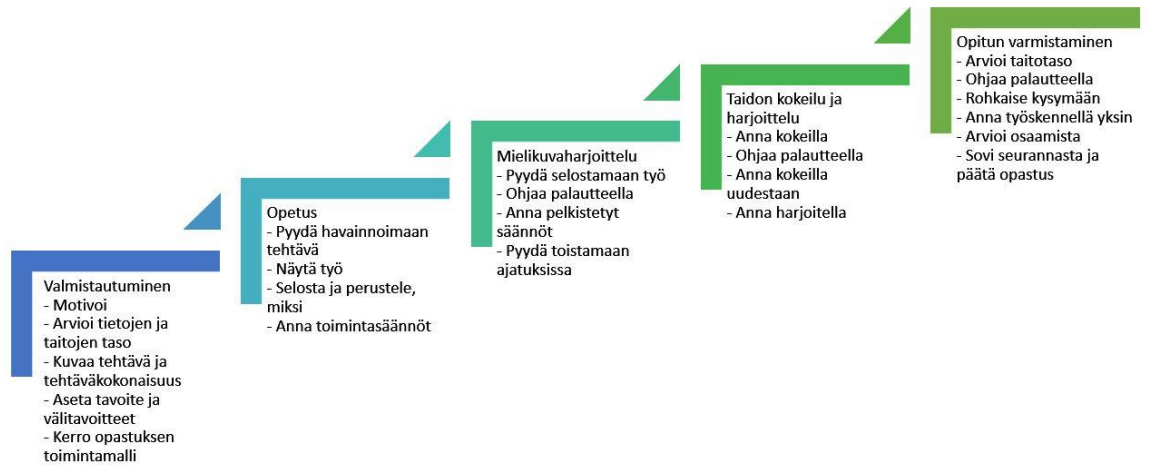 Valmistautuminen
- Motivoi
- Arvioi tietojen ja
taitojen taso
- Kuvaa tehtävä ja
tehtäväkokonaisuus
- Aseta tavoite ja
välitavoitteet
- Kerro opastuksen
toimintamalli
Opetus
- Pyydä havainnoimaan
tehtävä
- Näytä työ
- Selosta ja perustele,
miksi
- Anna toimintasäännöt
Mielikuvaharjoittelu
- Pyydä selostamaan työ
- Ohjaa palautteella
- Anna pelkistetyt
säännöt
- Pyydä toistamaan
ajatuksissa
Taidon kokeilu ja
harjoittelu
- Anna kokeilla
- Ohjaa palautteella
- Anna kokeilla
uudestaan
- Anna harjoitella
Opitun varmistaminen
- Arvioi taitotaso
- Ohjaa palautteella
- Rohkaise kysymään
- Anna työskennellä yksin
- Arvioi osaamista
- Sovi seurannasta ja
päätä opastus